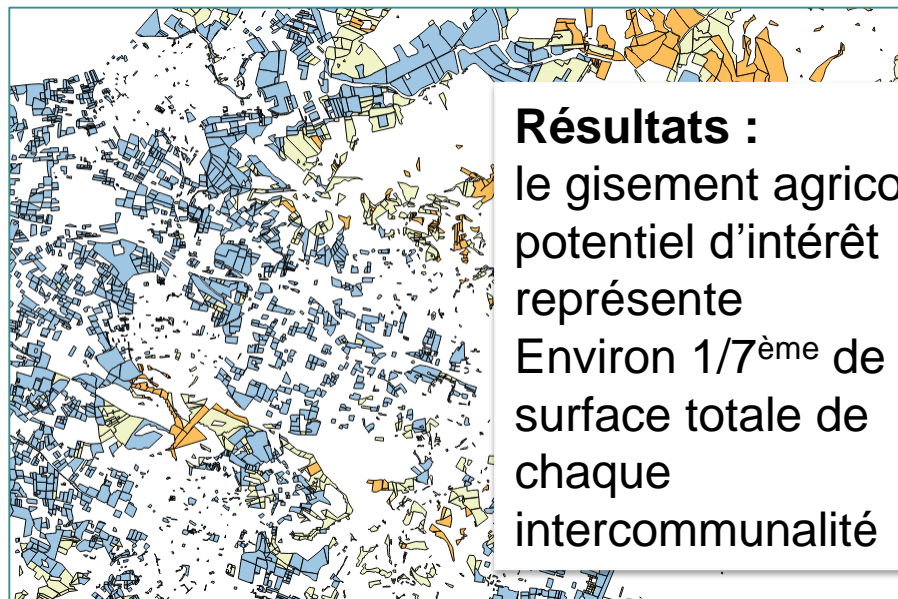 Résultats :
le gisement agrico
potentiel d'intérêt
représente
Environ 1/7ème de
surface totale de
chaque
intercommunalité